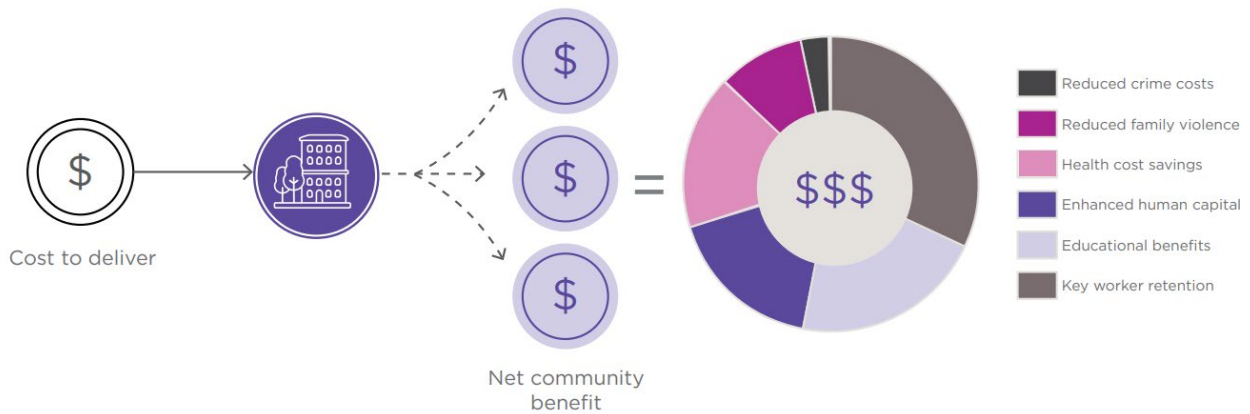 $
Cost to deliver
$
$
$
Net community
benefit
=
$$$
Reduced crime costs
Reduced family violence
Health cost savings
Enhanced human capital
Educational benefits
Key worker retention